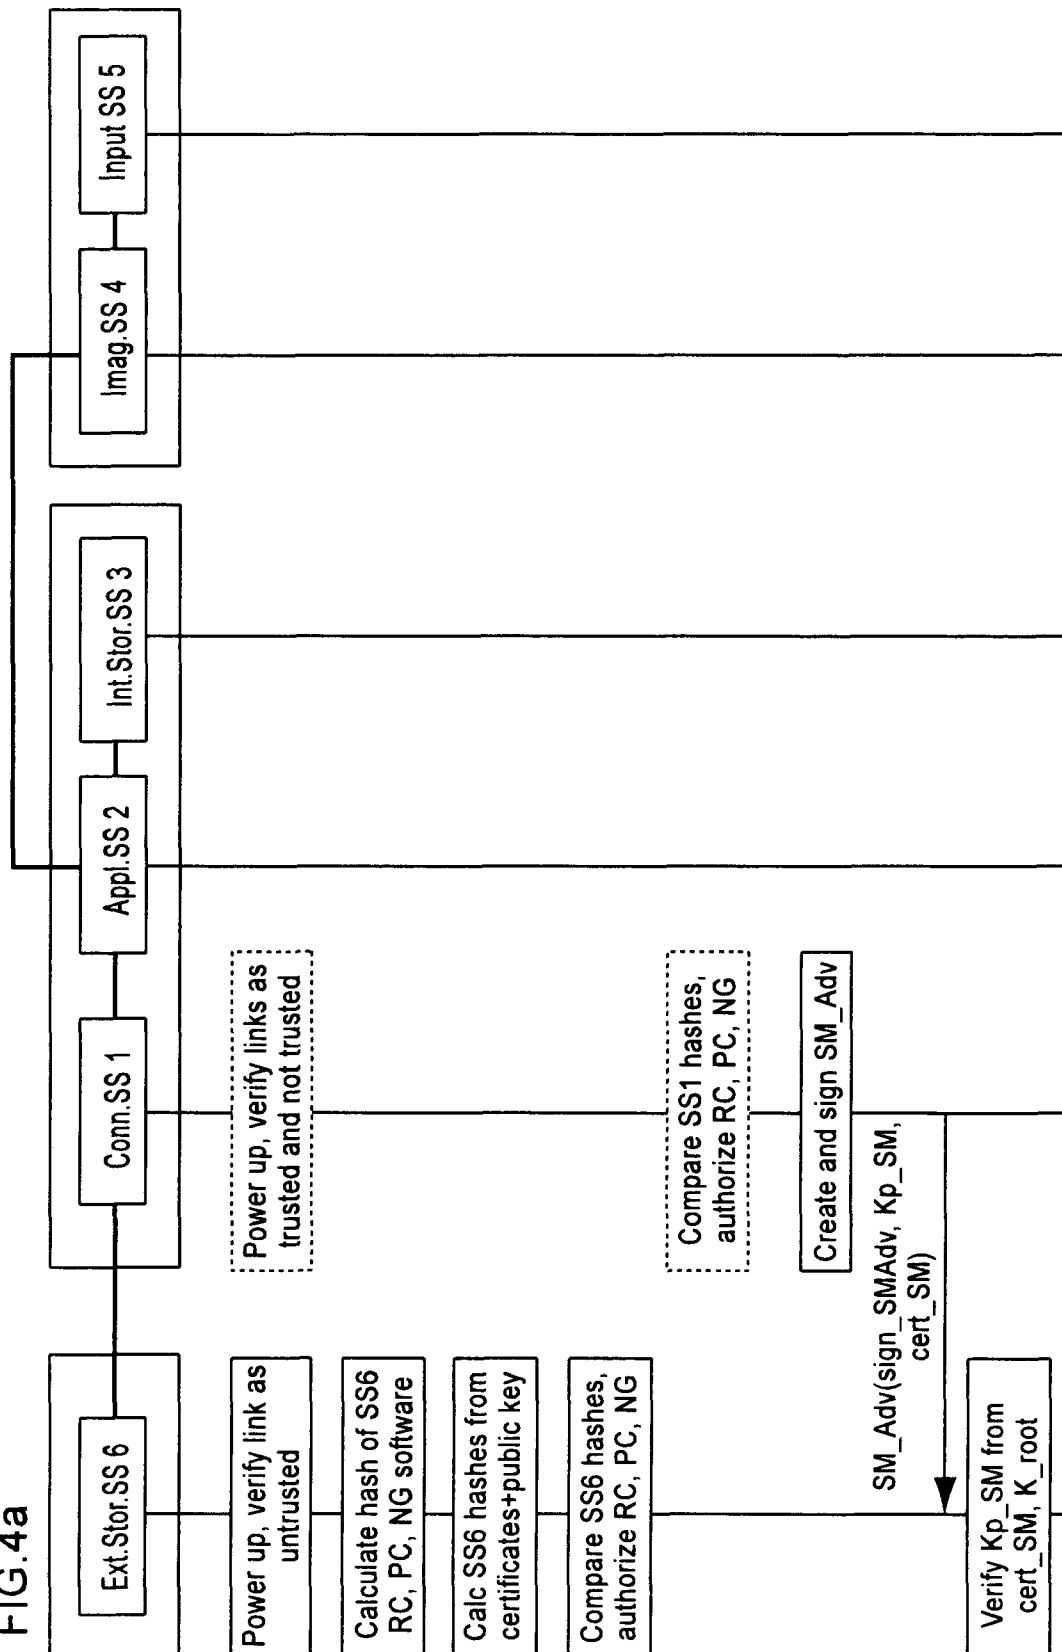 FIG.4a
Ext.Stor.SS 6
Conn.SS 1
Appl.SS 2
Int.Stor.SS 3
Imag.SS 4
Input SS 5
Power up, verify link as
untrusted
Power up, verify links as
trusted and not trusted
Calculate hash of SS6
RC, PC, NG software
Calc SS6 hashes from
certificates+public key
Compare SS6 hashes,
authorize RC, PC, NG
Compare SS1 hashes,
authorize RC, PC, NG
Create and sign SM_Adv
SM_Adv(sign_SMAdv, Kp_SM,
cert_SM)
Verify Kp_SM from
cert_SM, K_root